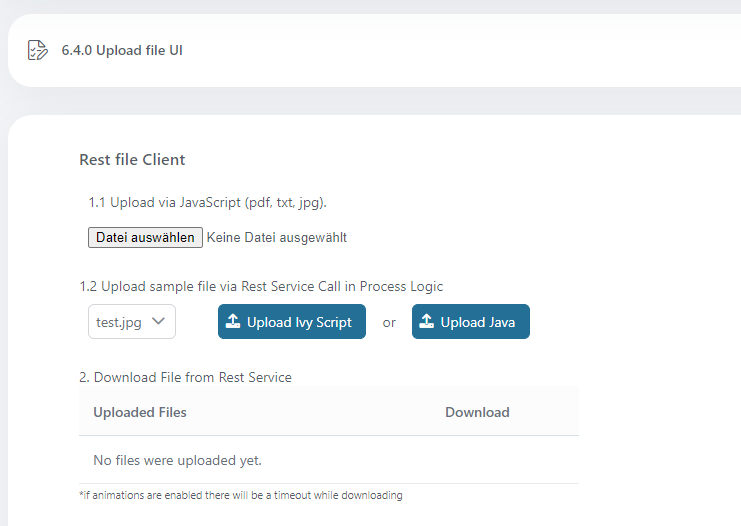 6.4.0 Upload file UI
Rest file Client
1.1 Upload via JavaScript (pdf, txt, jpg).
Datei auswählen Keine Datei ausgewählt
1.2 Upload sample file via Rest Service Call in Process Logic
test.jpg Upload Ivy Script or Upload Java
2. Download File from Rest Service
Uploaded Files Download
No files were uploaded yet.
*if animations are enabled there will be a timeout while downloading